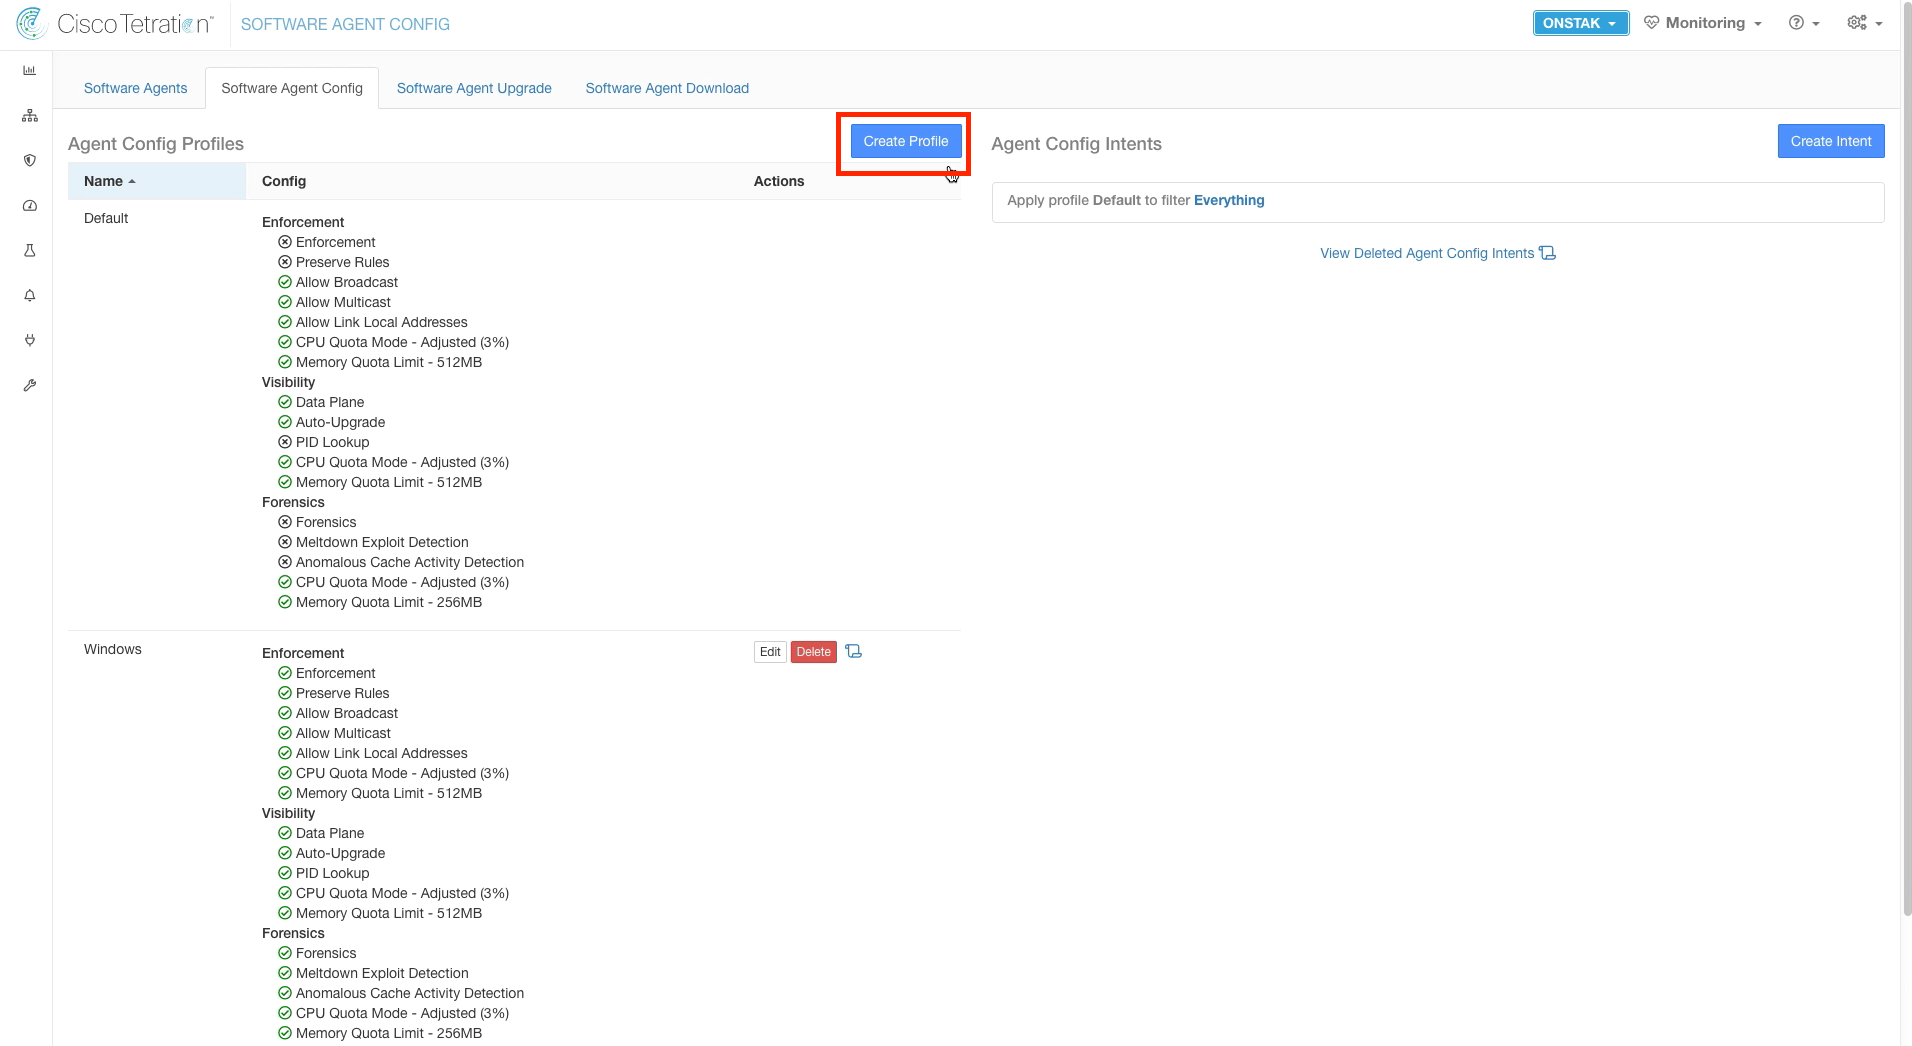 Cisco Tetration™ SOFTWARE AGENT CONFIG ONSTAK Monitoring
Software Agents Software Agent Config Software Agent Upgrade Software Agent Download
Agent Config Profiles Create Profile
Name Config Actions
Default
Enforcement
Enforcement
Preserve Rules
Allow Broadcast
Allow Multicast
Allow Link Local Addresses
CPU Quota Mode - Adjusted (3%)
Memory Quota Limit - 512MB
Visibility
Data Plane
Auto-Upgrade
PID Lookup
CPU Quota Mode - Adjusted (3%)
Memory Quota Limit - 512MB
Forensics
Forensics
Meltdown Exploit Detection
Anomalous Cache Activity Detection
CPU Quota Mode - Adjusted (3%)
Memory Quota Limit - 256MB
Windows Edit Delete
Enforcement
Enforcement
Preserve Rules
Allow Broadcast
Allow Multicast
Allow Link Local Addresses
CPU Quota Mode - Adjusted (3%)
Memory Quota Limit - 512MB
Visibility
Data Plane
Auto-Upgrade
PID Lookup
CPU Quota Mode - Adjusted (3%)
Memory Quota Limit - 512MB
Forensics
Forensics
Meltdown Exploit Detection
Anomalous Cache Activity Detection
CPU Quota Mode - Adjusted (3%)
Memory Quota Limit - 256MB
Agent Config Intents Create Intent
Apply profile Default to filter Everything
View Deleted Agent Config Intents